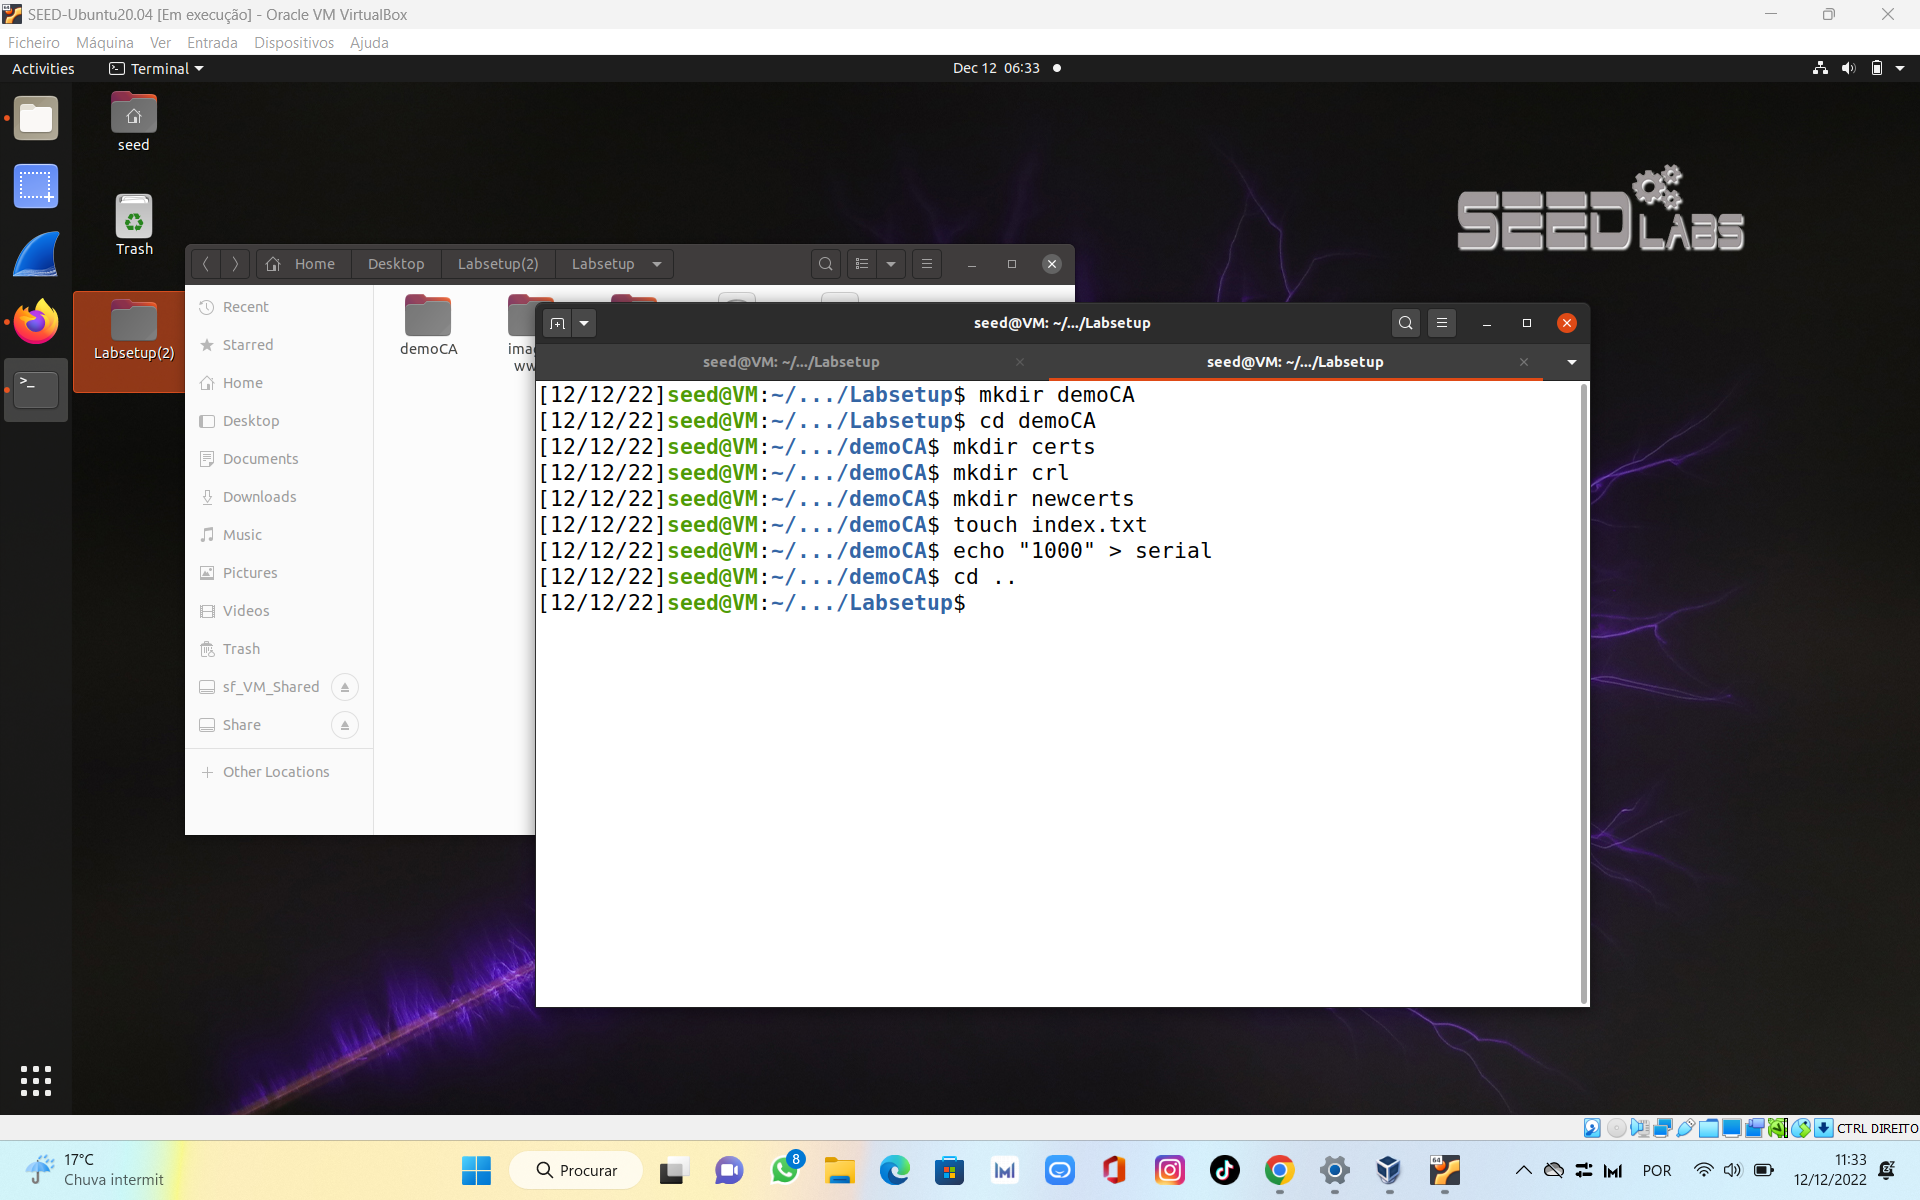 SEED-Ubuntu20.04 [Em execução] - Oracle VM VirtualBox
Ficheiro Máquina Ver Entrada Dispositivos Ajuda
Activities Terminal Dec 12 06:33
seed
Trash
Labsetup(2)
SEED LABS
Home Desktop Labsetup(2) Labsetup
Recent
Starred
Home
Desktop
Documents
Downloads
Music
Pictures
Videos
Trash
sf_VM_Shared
Share
Other Locations
demoCA
seed@VM: ~/.../Labsetup
seed@VM: ~/.../Labsetup seed@VM: ~/.../Labsetup
[12/12/22]seed@VM:~/.../Labsetup$ mkdir demoCA
[12/12/22]seed@VM:~/.../Labsetup$ cd demoCA
[12/12/22]seed@VM:~/.../demoCA$ mkdir certs
[12/12/22]seed@VM:~/.../demoCA$ mkdir crl
[12/12/22]seed@VM:~/.../demoCA$ mkdir newcerts
[12/12/22]seed@VM:~/.../demoCA$ touch index.txt
[12/12/22]seed@VM:~/.../demoCA$ echo "1000" > serial
[12/12/22]seed@VM:~/.../demoCA$ cd ..
[12/12/22]seed@VM:~/.../Labsetup$
CTRL DIREITO
17°C
Chuva intermit
Procurar
8
POR
11:33
12/12/2022